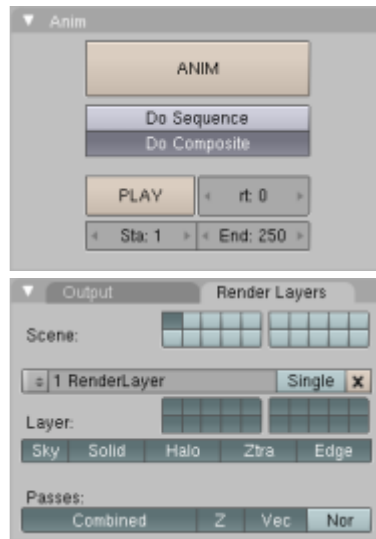 Anim
ANIM
Do Sequence
Do Composite
PLAY rt: 0
Sta: 1 End: 250
Output Render Layers
Scene:
1 RenderLayer Single x
Layer:
Sky Solid Halo Ztra Edge
Passes:
Combined Z Vec Nor